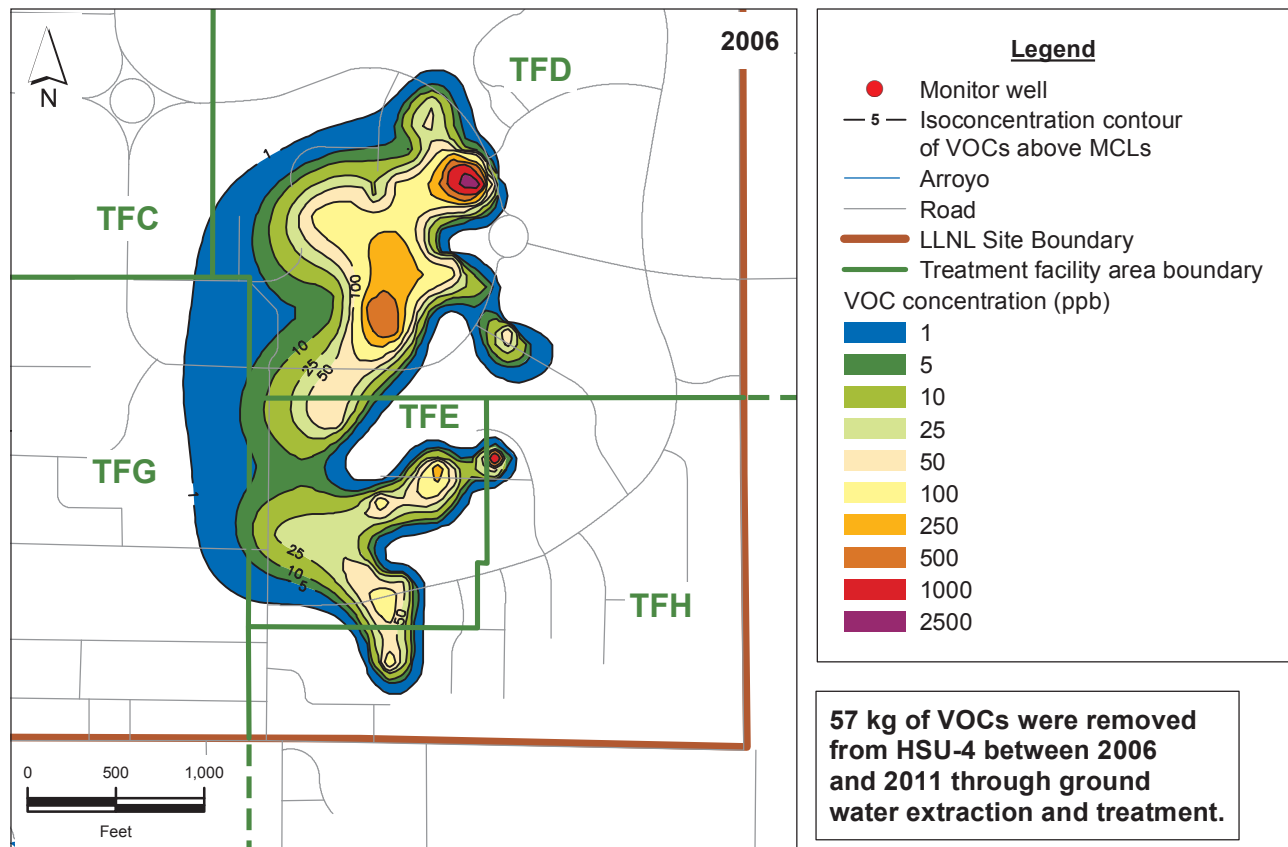 2006
N
TFD
TFC
TFE
TFG
TFH
1
100
10
25
50
1
25
10
5
50
0 500 1,000
Feet
Legend
Monitor well
5 Isoconcentration contour
of VOCs above MCLs
Arroyo
Road
LLNL Site Boundary
Treatment facility area boundary
VOC concentration (ppb)
1
5
10
25
50
100
250
500
1000
2500
57 kg of VOCs were removed
from HSU-4 between 2006
and 2011 through ground
water extraction and treatment.